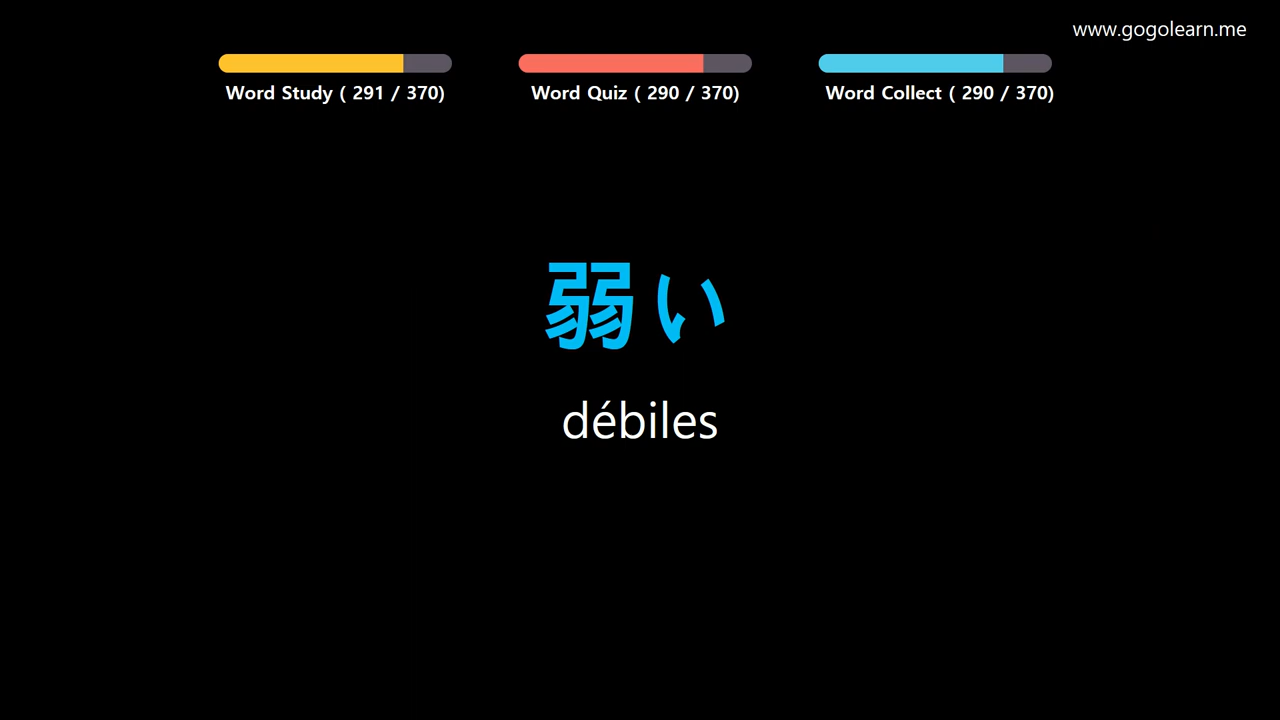 www.gogolearn.me
Word Study ( 291 / 370)
Word Quiz ( 290 / 370)
Word Collect ( 290 / 370)
弱い
débiles